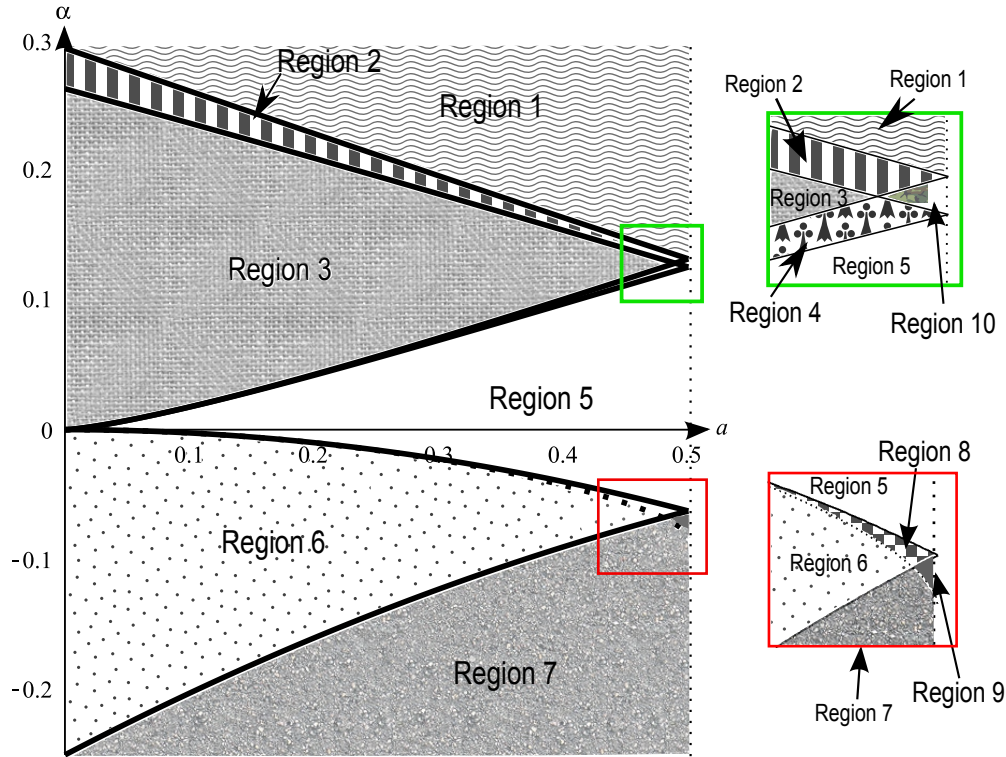 α
0.3
Region 2
Region 1
Region 1
Region 2
0.2
Region 3
Region 3
Region 5
Region 4
Region 10
0.1
Region 5
0
a
0.1
0.2
0.3
0.4
0.5
Region 8
Region 5
Region 6
Region 6
-0.1
Region 7
Region 9
Region 7
-0.2